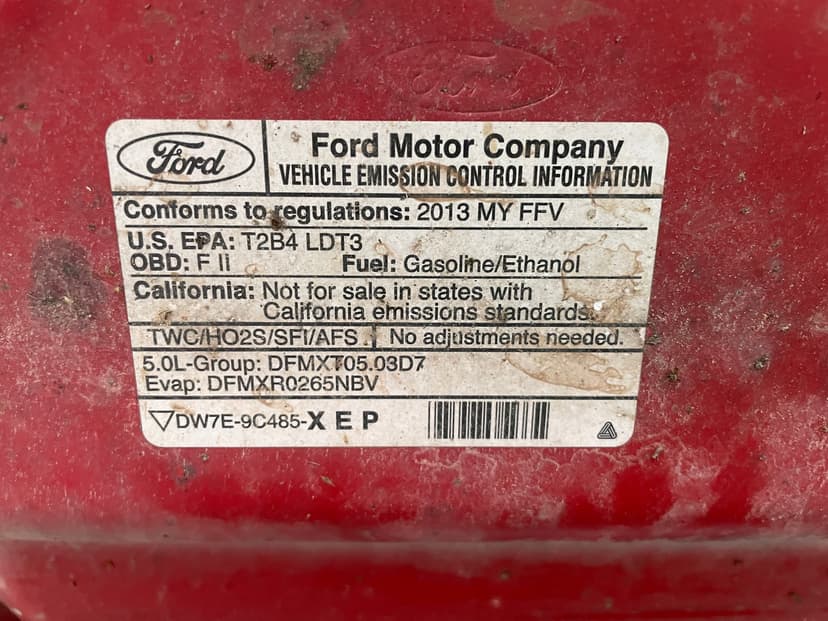 Ford
Ford
Ford Motor Company
VEHICLE EMISSION CONTROL INFORMATION
Conforms to regulations: 2013 MY FFV
U.S. EPA: T2B4 LDT3
OBD: F II Fuel: Gasoline/Ethanol
California: Not for sale in states with
California emissions standards.
TWC/HO2S/SFI/AFS No adjustments needed.
5.0L-Group: DFMXT05.03D7
Evap: DFMXR0265NBV
DW7E-9C485-XEP